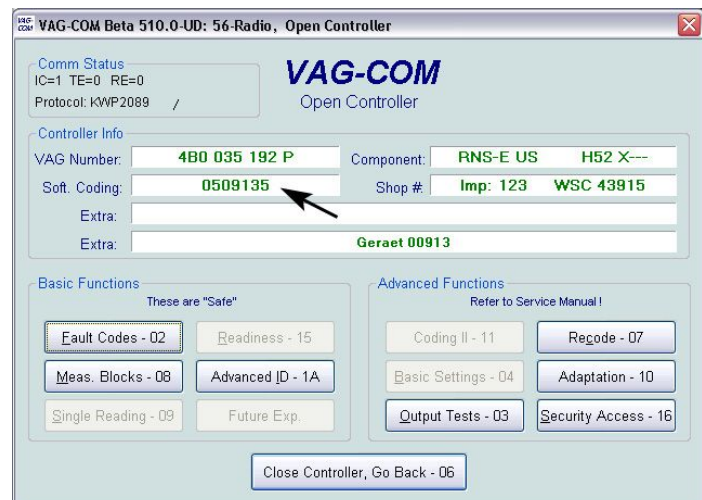 VAG-COM Beta 510.0-UD: 56-Radio, Open Controller
Comm Status
IC=1 TE=0 RE=0
Protocol: KWP2089 /
VAG-COM
Open Controller
Controller Info
VAG Number: 4B0 035 192 P Component: RNS-E US H52 X---
Soft. Coding: 0509135 Shop #: Imp: 123 WSC 43915
Extra:
Extra: Geraet 00913
Basic Functions
These are "Safe"
Fault Codes - 02 Readiness - 15
Meas. Blocks - 08 Advanced ID - 1A
Single Reading - 09 Future Exp.
Advanced Functions
Refer to Service Manual !
Coding II - 11 Recode - 07
Basic Settings - 04 Adaptation - 10
Output Tests - 03 Security Access - 16
Close Controller, Go Back - 06